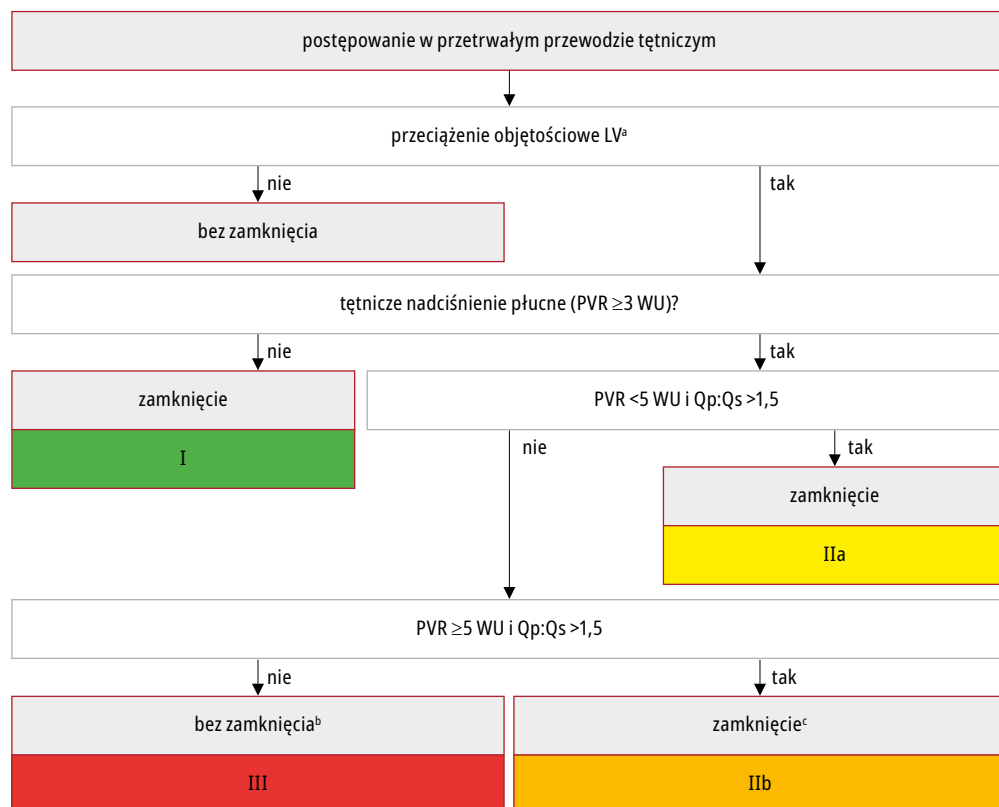 postępowanie w przetrwałym przewodzie tętniczym
przeciążenie objętościowe LVᵃ
nie
tak
bez zamknięcia
tętnicze nadciśnienie płucne (PVR ≥3 WU)?
nie
tak
zamknięcie
PVR <5 WU i Qp:Qs >1,5
I
nie
tak
zamknięcie
IIa
PVR ≥5 WU i Qp:Qs >1,5
nie
tak
bez zamknięciaᵇ
zamknięcieᶜ
III
IIb